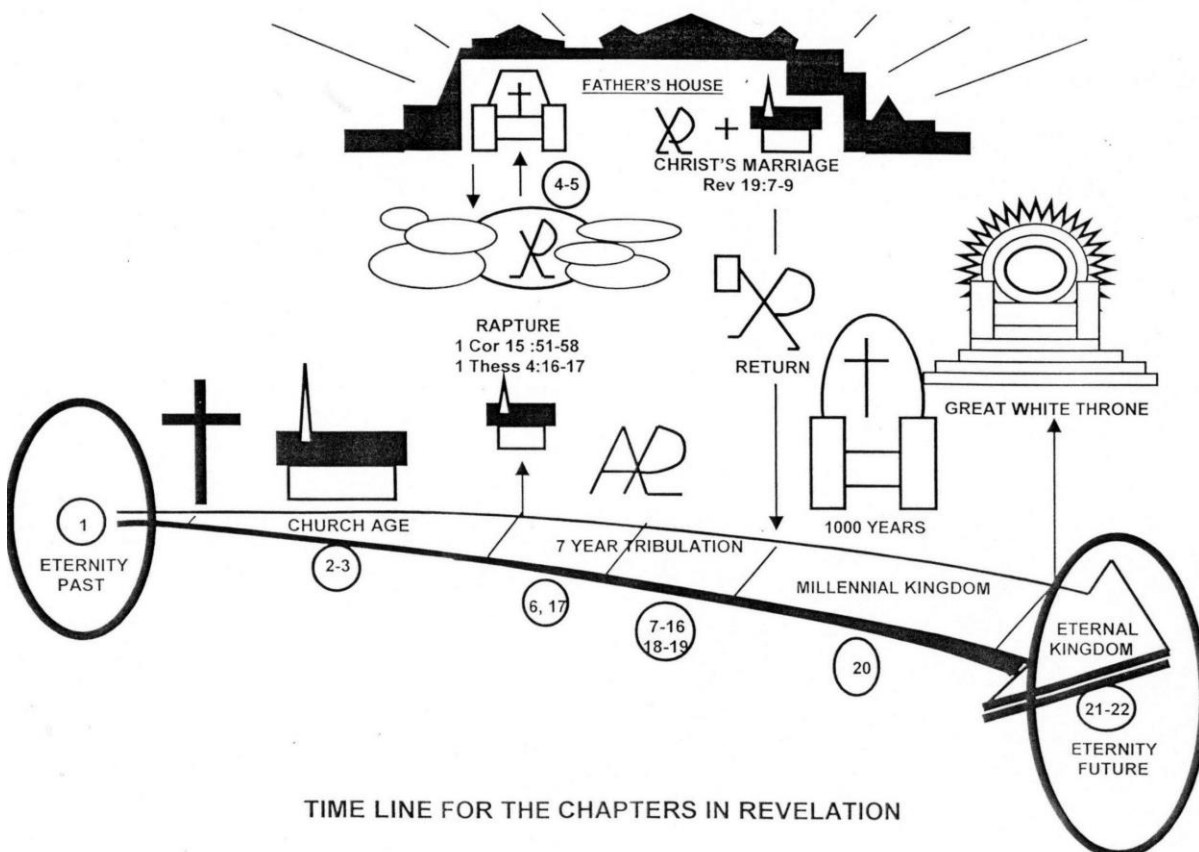 FATHER'S HOUSE
+
CHRIST'S MARRIAGE
Rev 19:7-9
4-5
RAPTURE
1 Cor 15 :51-58
1 Thess 4:16-17
RETURN
GREAT WHITE THRONE
1
ETERNITY
PAST
CHURCH AGE
2-3
7 YEAR TRIBULATION
6, 17
7-16
18-19
1000 YEARS
MILLENNIAL KINGDOM
20
ETERNAL
KINGDOM
21-22
ETERNITY
FUTURE
TIME LINE FOR THE CHAPTERS IN REVELATION